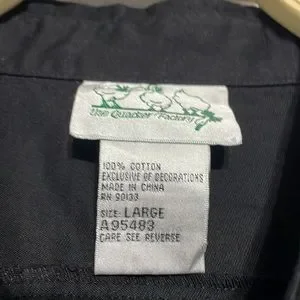 The Quacker Factory
100% COTTON
EXCLUSIVE OF DECORATIONS
MADE IN CHINA
RN 90133
SIZE: LARGE
A95483
CARE SEE REVERSE